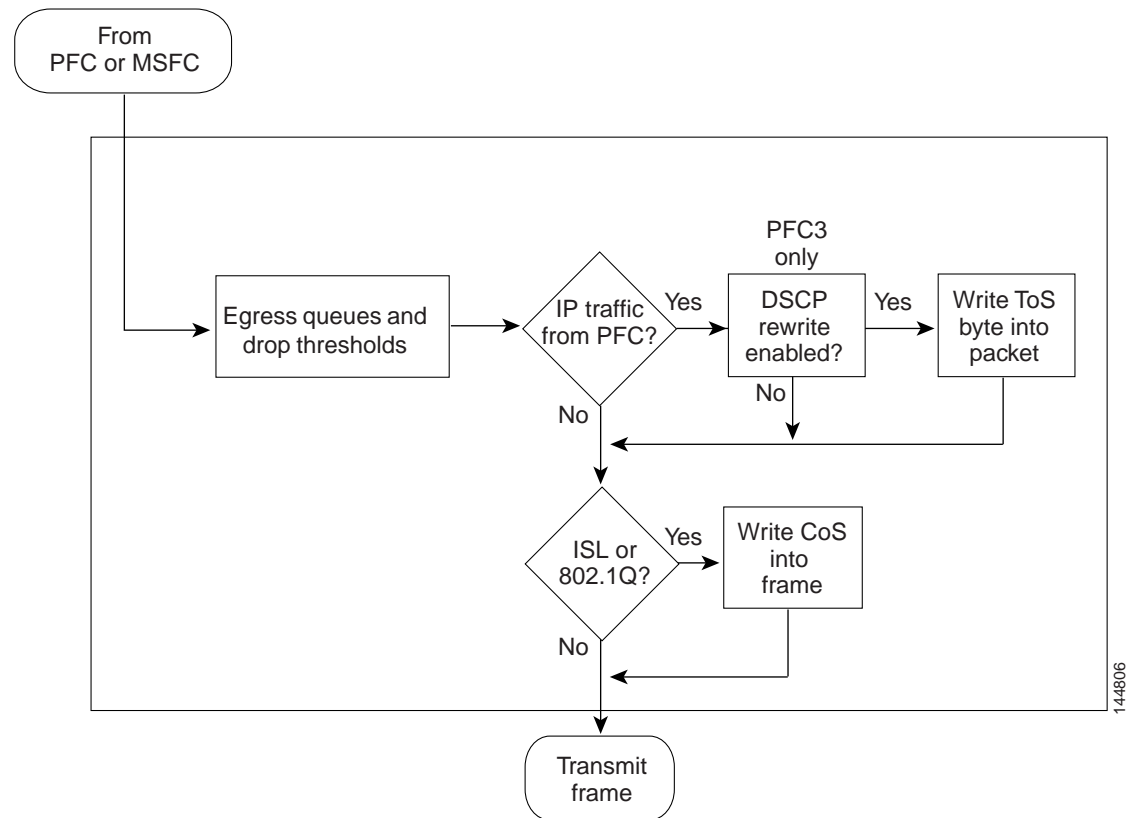 From
PFC or MSFC
PFC3
only
Egress queues and
drop thresholds
IP traffic
from PFC?
Yes
DSCP
rewrite
enabled?
Yes
Write ToS
byte into
packet
No
No
ISL or
802.1Q?
Yes
Write CoS
into
frame
No
Transmit
frame
144806